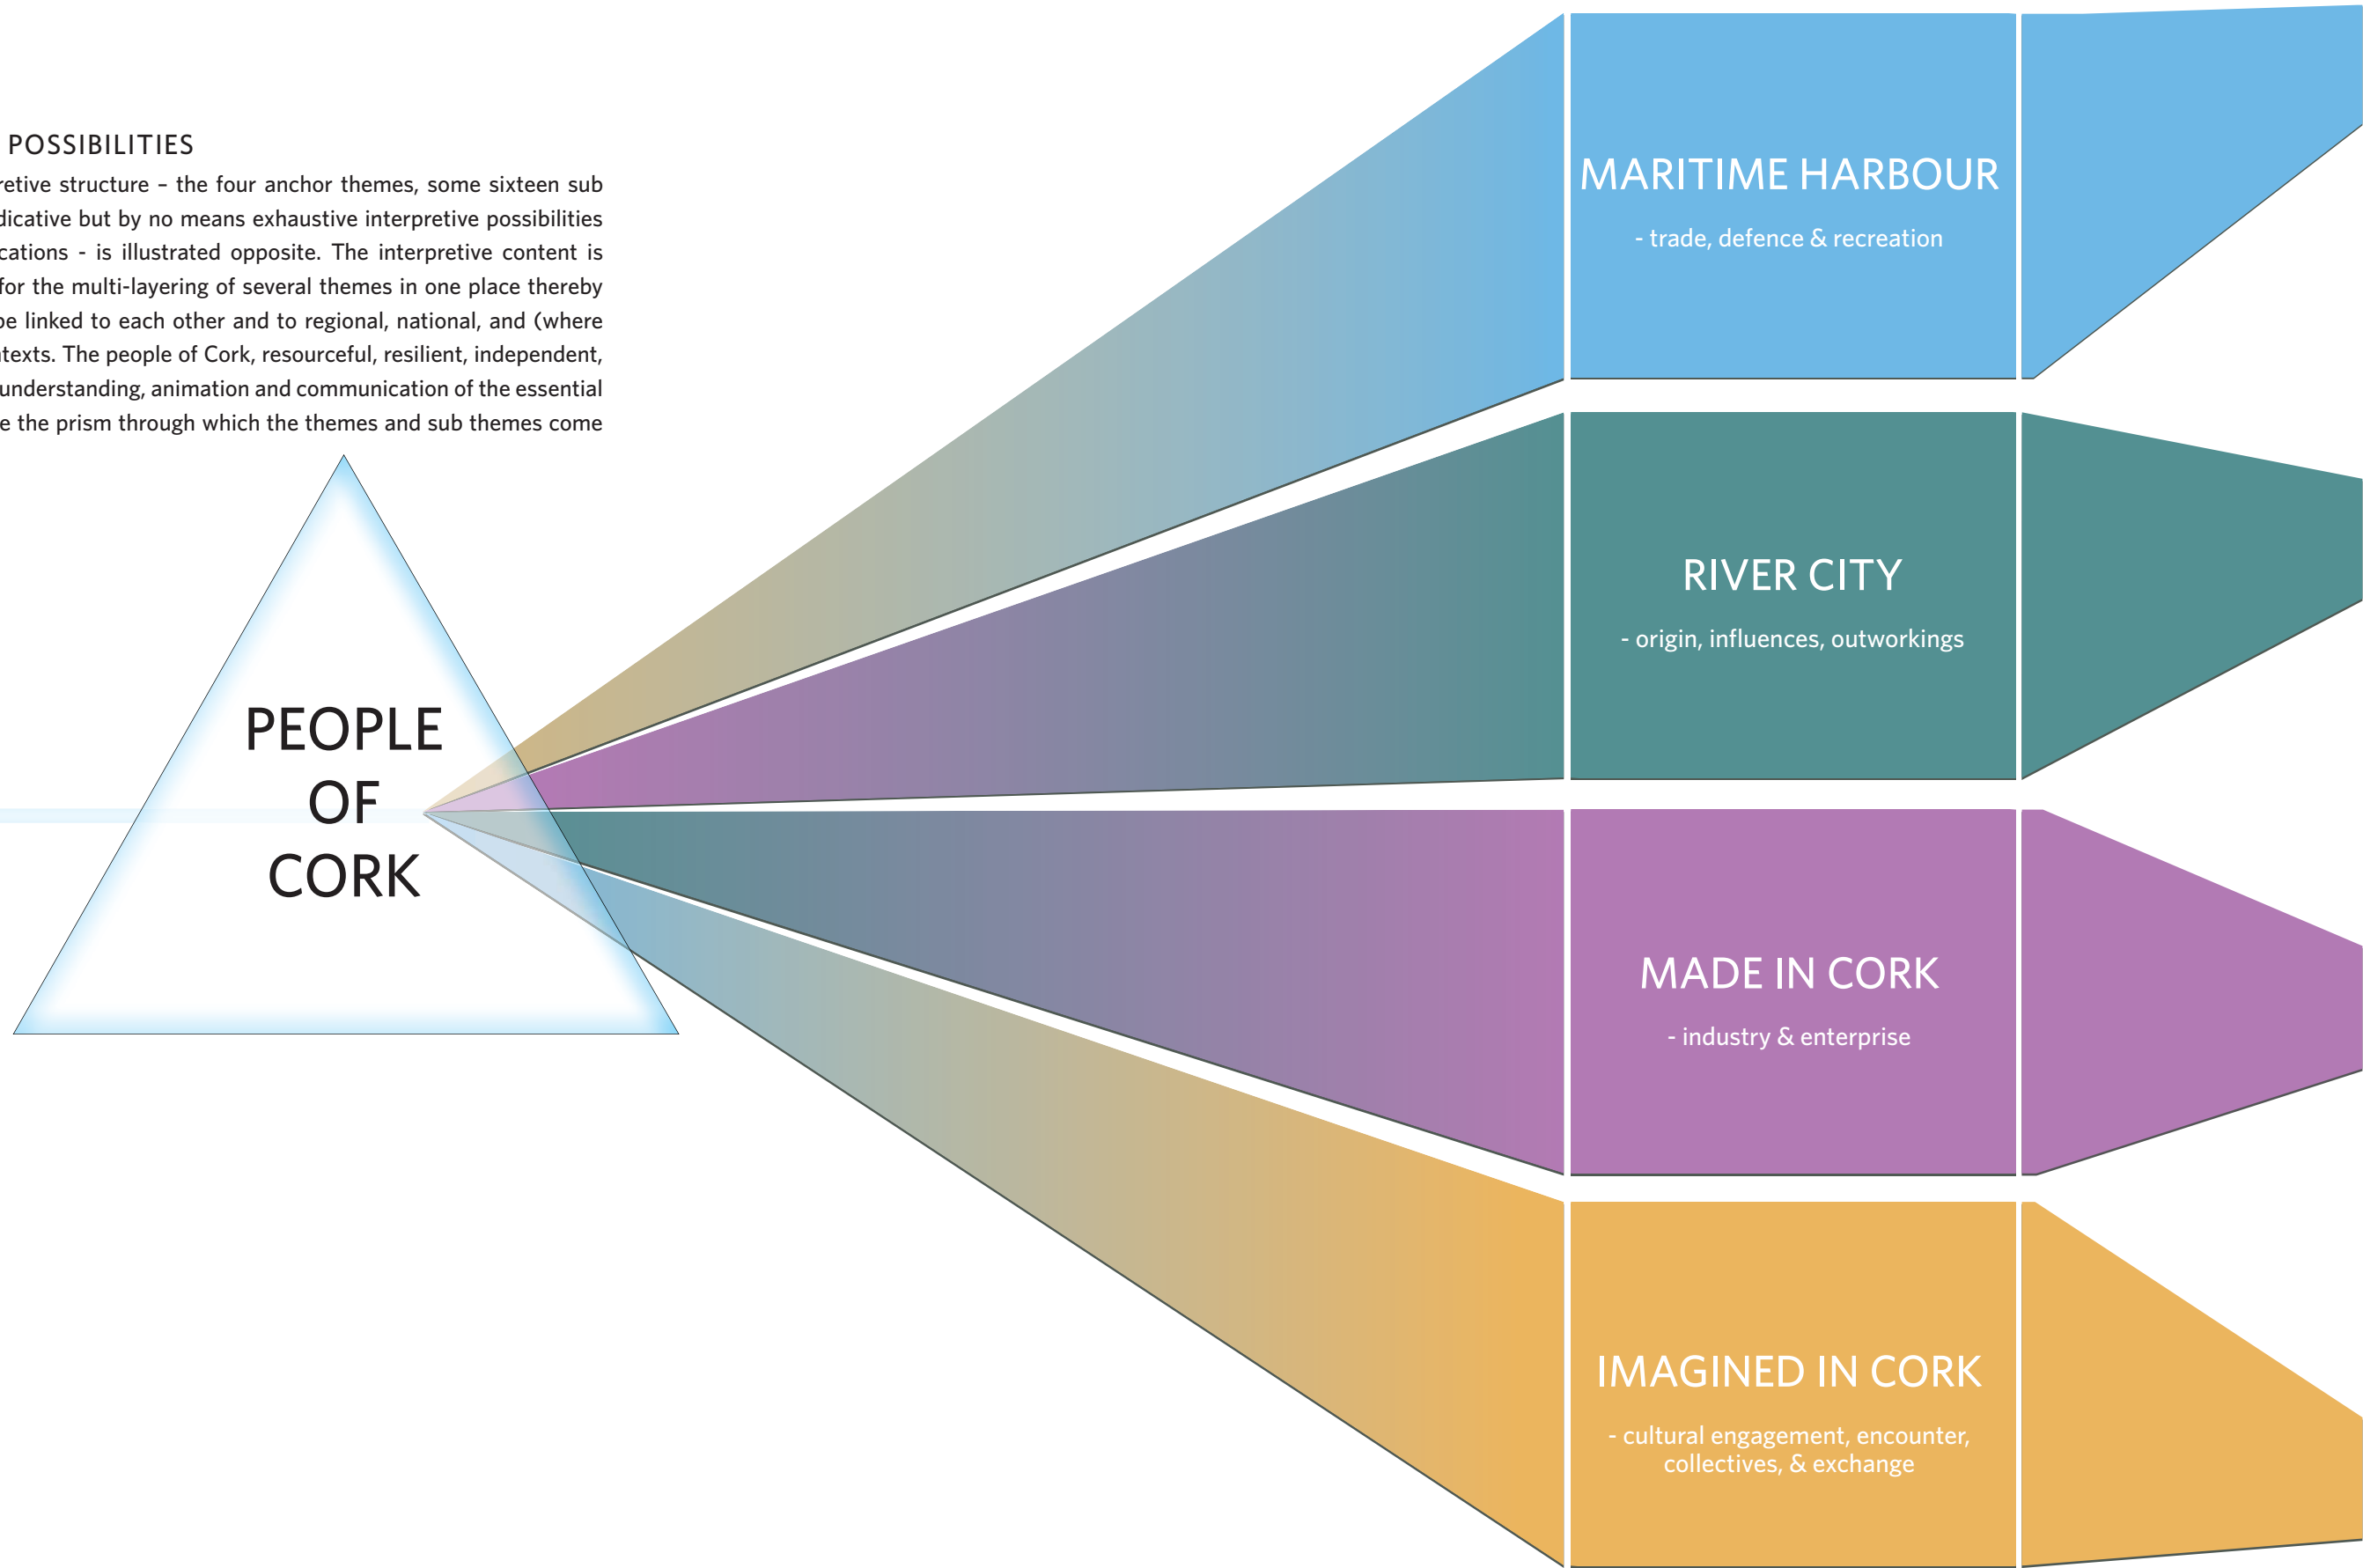 POSSIBILITIES
retive structure – the four anchor themes, some sixteen sub
dicative but by no means exhaustive interpretive possibilities
cations - is illustrated opposite. The interpretive content is
for the multi-layering of several themes in one place thereby
be linked to each other and to regional, national, and (where
texts. The people of Cork, resourceful, resilient, independent,
understanding, animation and communication of the essential
e the prism through which the themes and sub themes come
PEOPLE
OF
CORK
MARITIME HARBOUR
- trade, defence & recreation
RIVER CITY
- origin, influences, outworkings
MADE IN CORK
- industry & enterprise
IMAGINED IN CORK
- cultural engagement, encounter,
collectives, & exchange